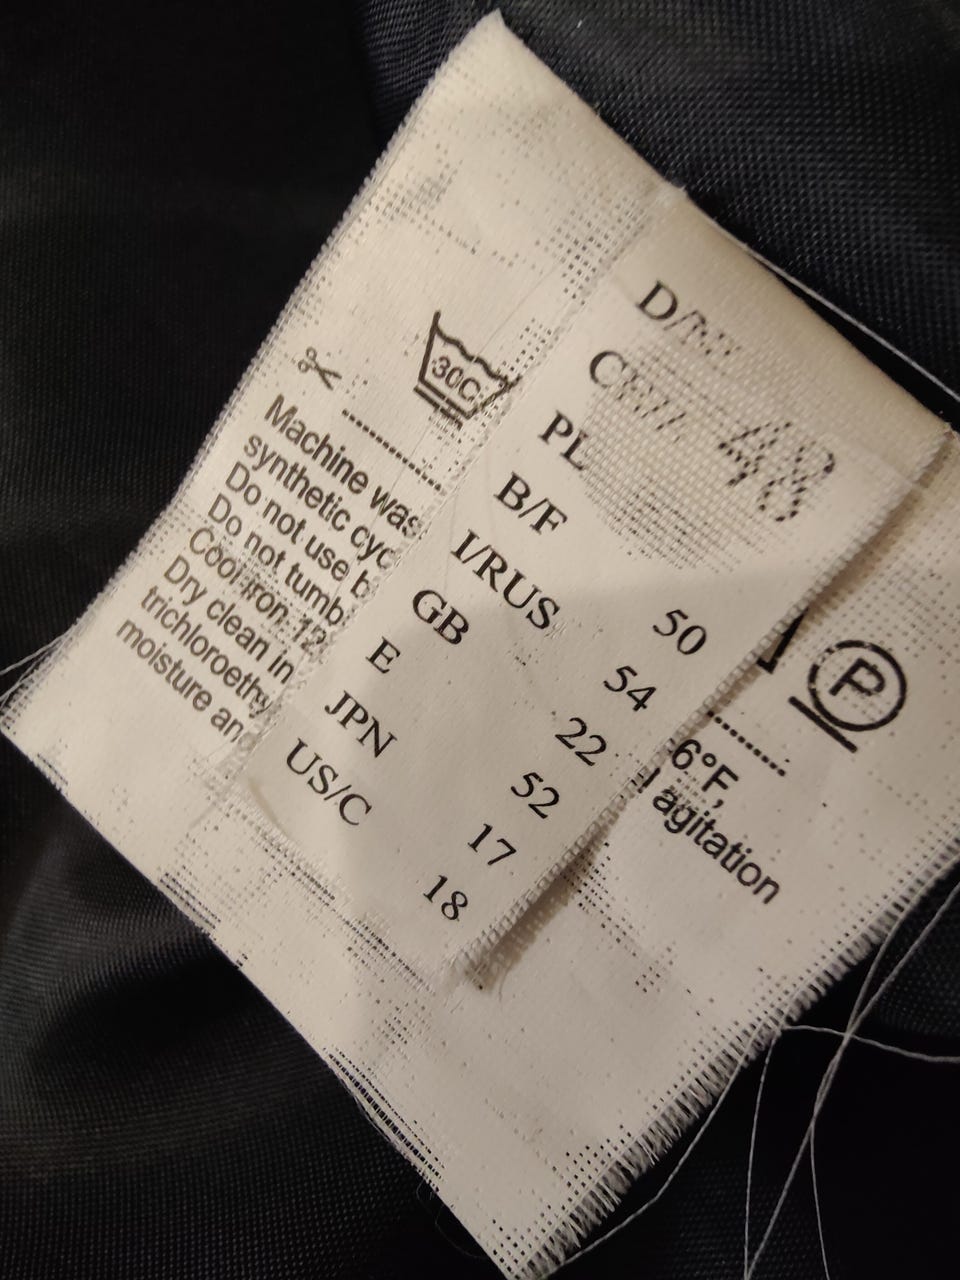 48
PL
B/F 50
I/RUS 54
GB 22
E 52
JPN 17
US/C 18
30C
P
Machine was
synthetic cyc 6°F,
Do not use b agitation
Do not tumb
Cool iron: 12
Dry clean in
trichloroethy
moisture and